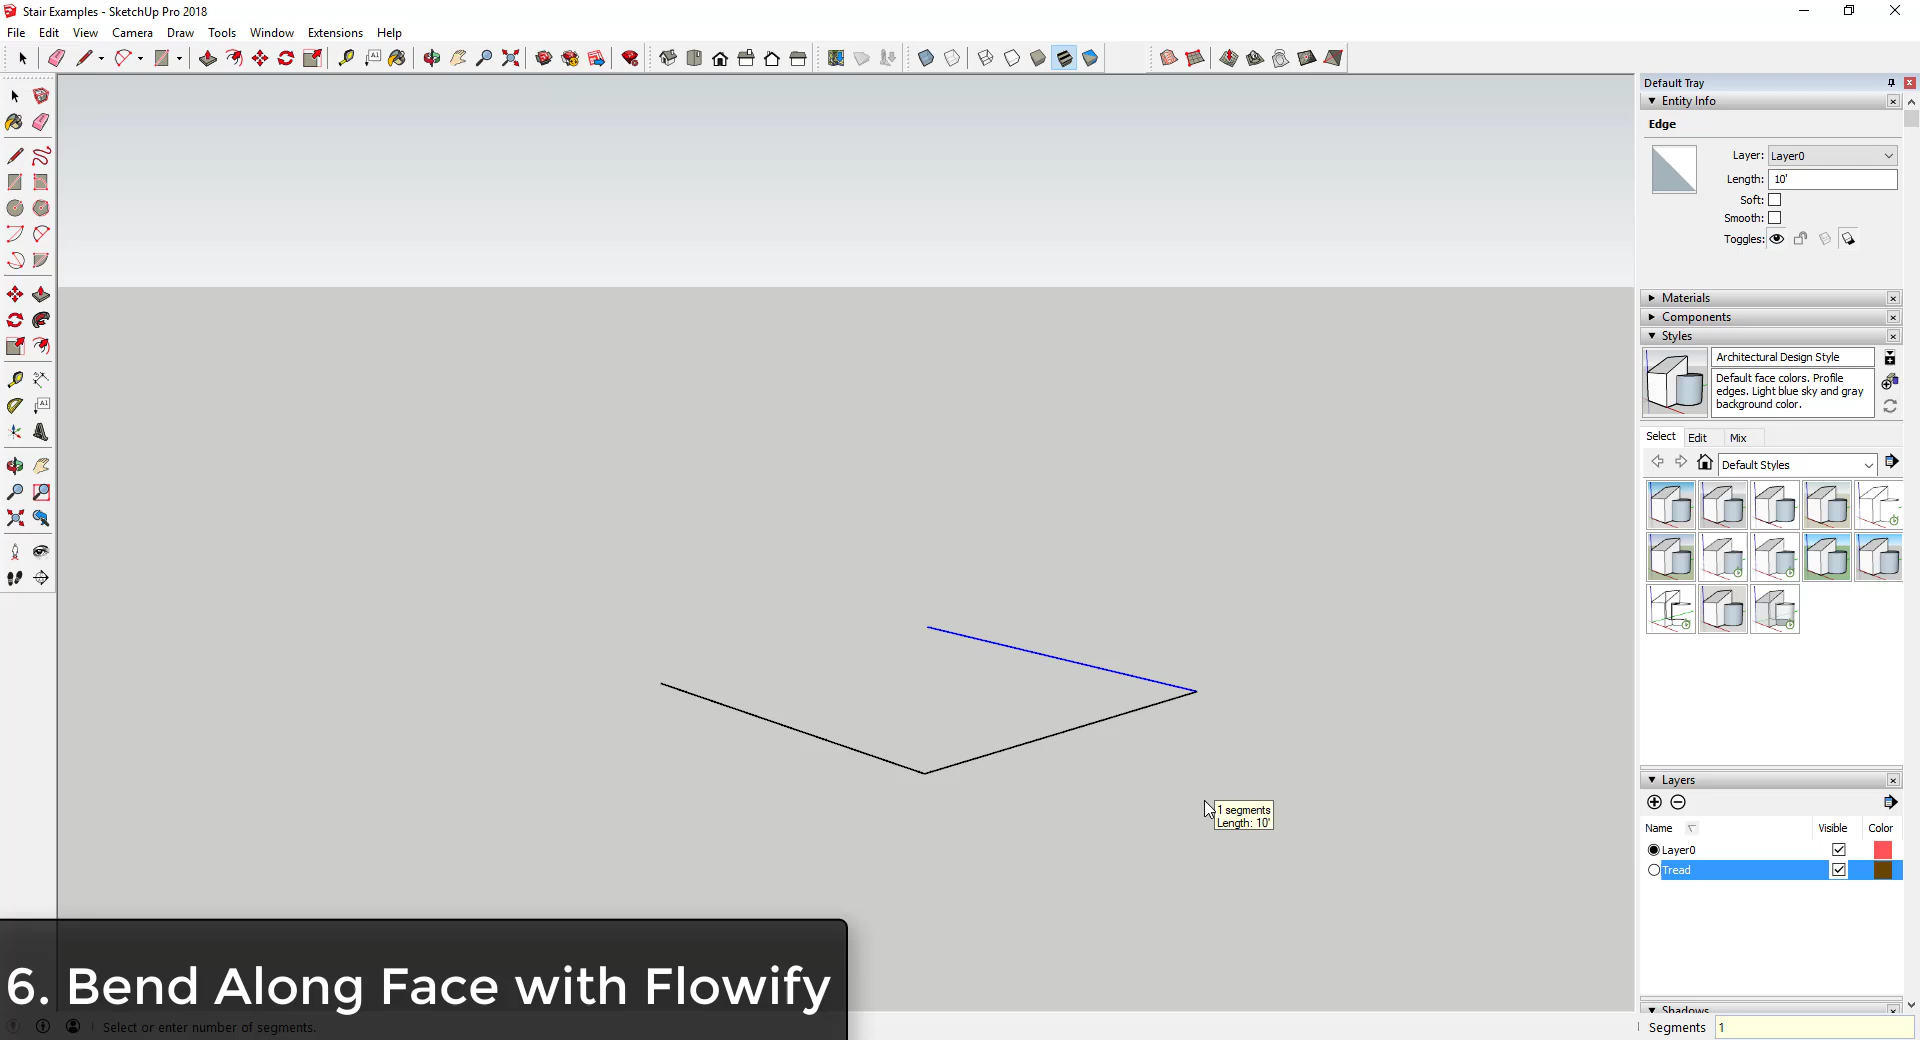 Stair Examples - SketchUp Pro 2018
File Edit View Camera Draw Tools Window Extensions Help
Default Tray
Entity Info
Edge
Layer: Layer0
Length: 10'
Soft:
Smooth:
Toggles:
Materials
Components
Styles
Architectural Design Style
Default face colors. Profile
edges. Light blue sky and gray
background color.
Select Edit Mix
Default Styles
1 segments
Length: 10'
Layers
Name Visible Color
Layer0
Tread
6. Bend Along Face with Flowify
Shadows
Select or enter number of segments.
Segments 1